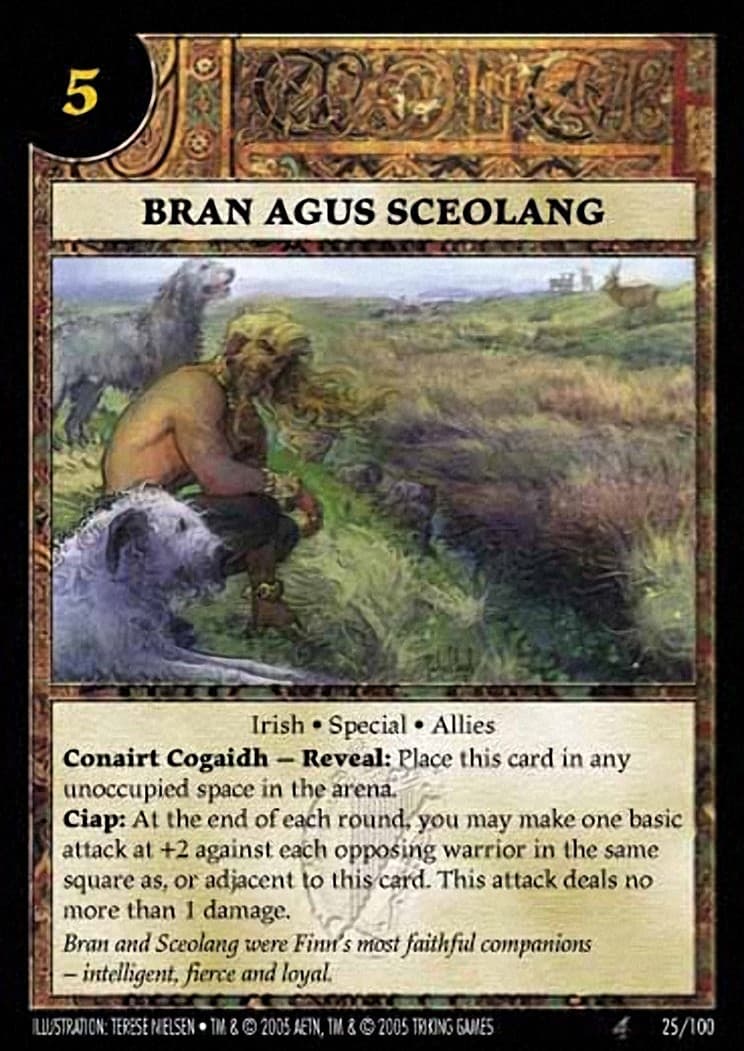 5
BRAN AGUS SCEOLANG
Irish • Special • Allies
Conairt Cogaidh – Reveal: Place this card in any
unoccupied space in the arena.
Ciap: At the end of each round, you may make one basic
attack at +2 against each opposing warrior in the same
square as, or adjacent to this card. This attack deals no
more than 1 damage.
Bran and Sceolang were Finn's most faithful companions
– intelligent, fierce and loyal.
ILLUSTRATION: TERESE NIELSEN • TM & © 2005 AETN, TM & © 2005 TRIKING GAMES 4 25/100